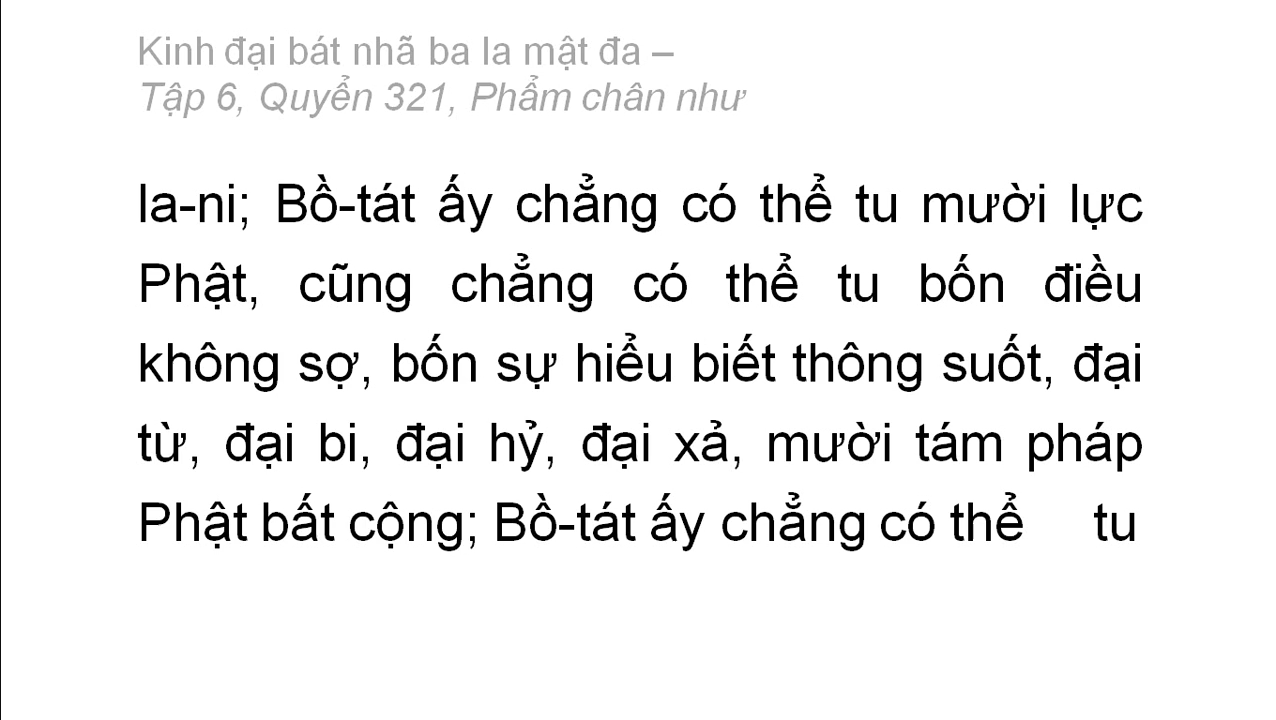 Kinh đại bát nhã ba la mật đa –
Tập 6, Quyển 321, Phẩm chân như
la-ni; Bồ-tát ấy chẳng có thể tu mười lực
Phật, cũng chẳng có thể tu bốn điều
không sợ, bốn sự hiểu biết thông suốt, đại
từ, đại bi, đại hỷ, đại xả, mười tám pháp
Phật bất cộng; Bồ-tát ấy chẳng có thể tu